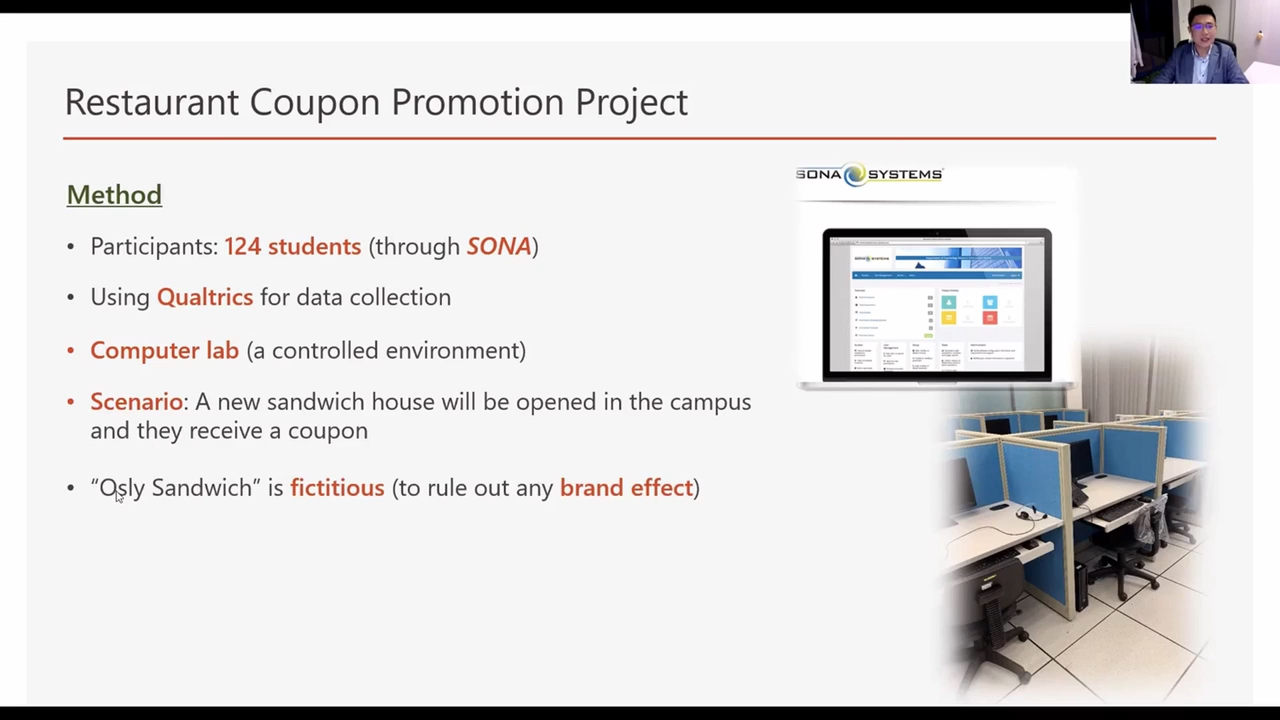 Restaurant Coupon Promotion Project
SONA SYSTEMS
Method
• Participants: 124 students (through SONA)
• Using Qualtrics for data collection
• Computer lab (a controlled environment)
• Scenario: A new sandwich house will be opened in the campus
and they receive a coupon
• “Osly Sandwich” is fictitious (to rule out any brand effect)